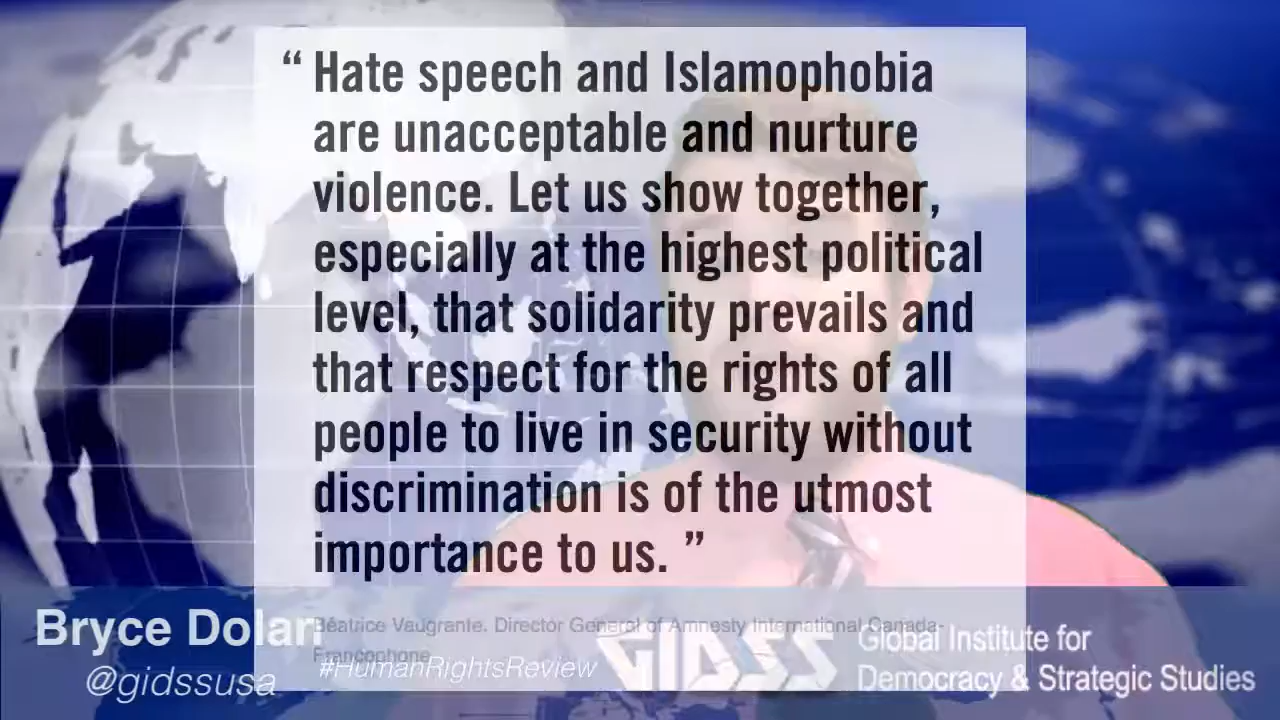 “ Hate speech and Islamophobia
are unacceptable and nurture
violence. Let us show together,
especially at the highest political
level, that solidarity prevails and
that respect for the rights of all
people to live in security without
discrimination is of the utmost
importance to us. ”
Béatrice Vaugrante. Director General of Amnesty International Canada-
Francophone
Bryce Dolan
@gidssusa
#HumanRightsReview
GIDSS
Global Institute for
Democracy & Strategic Studies